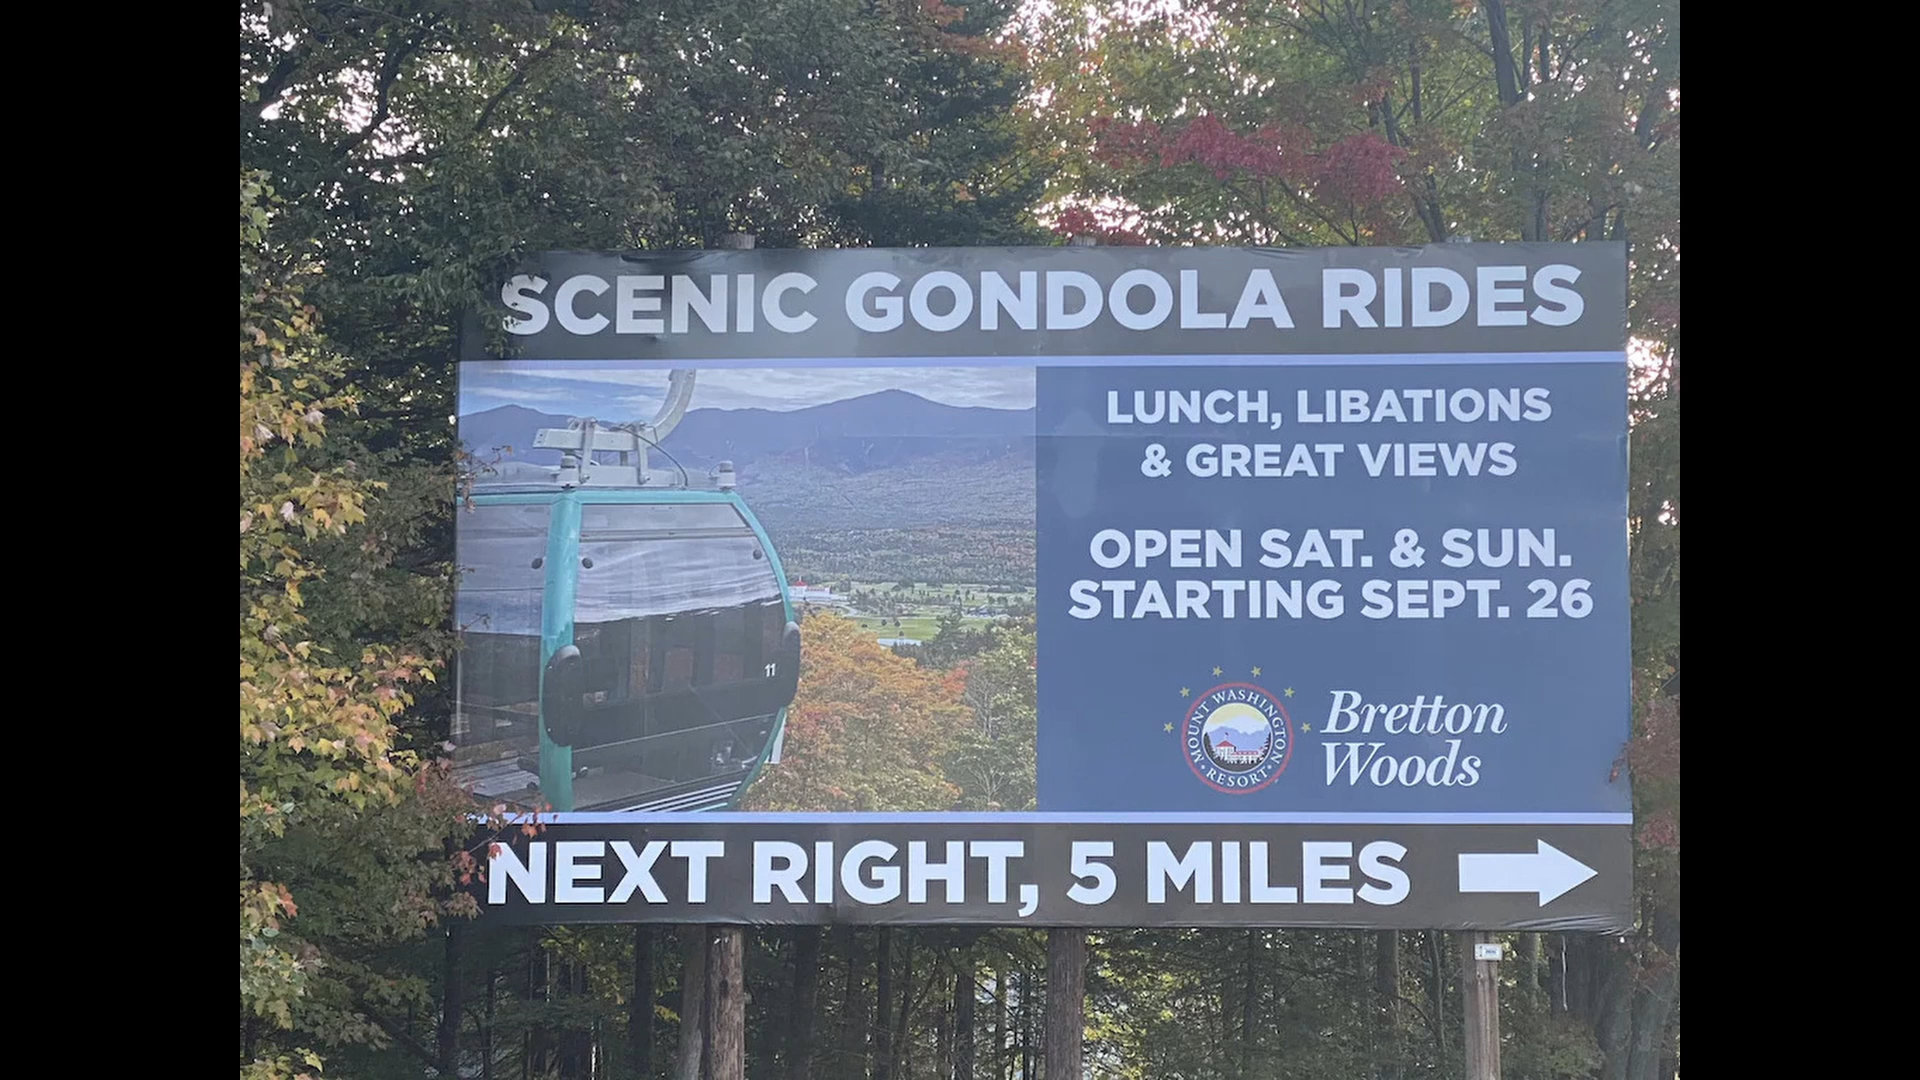 SCENIC GONDOLA RIDES
LUNCH, LIBATIONS
& GREAT VIEWS
OPEN SAT. & SUN.
STARTING SEPT. 26
11
MOUNT WASHINGTON
• RESORT •
Bretton
Woods
NEXT RIGHT, 5 MILES